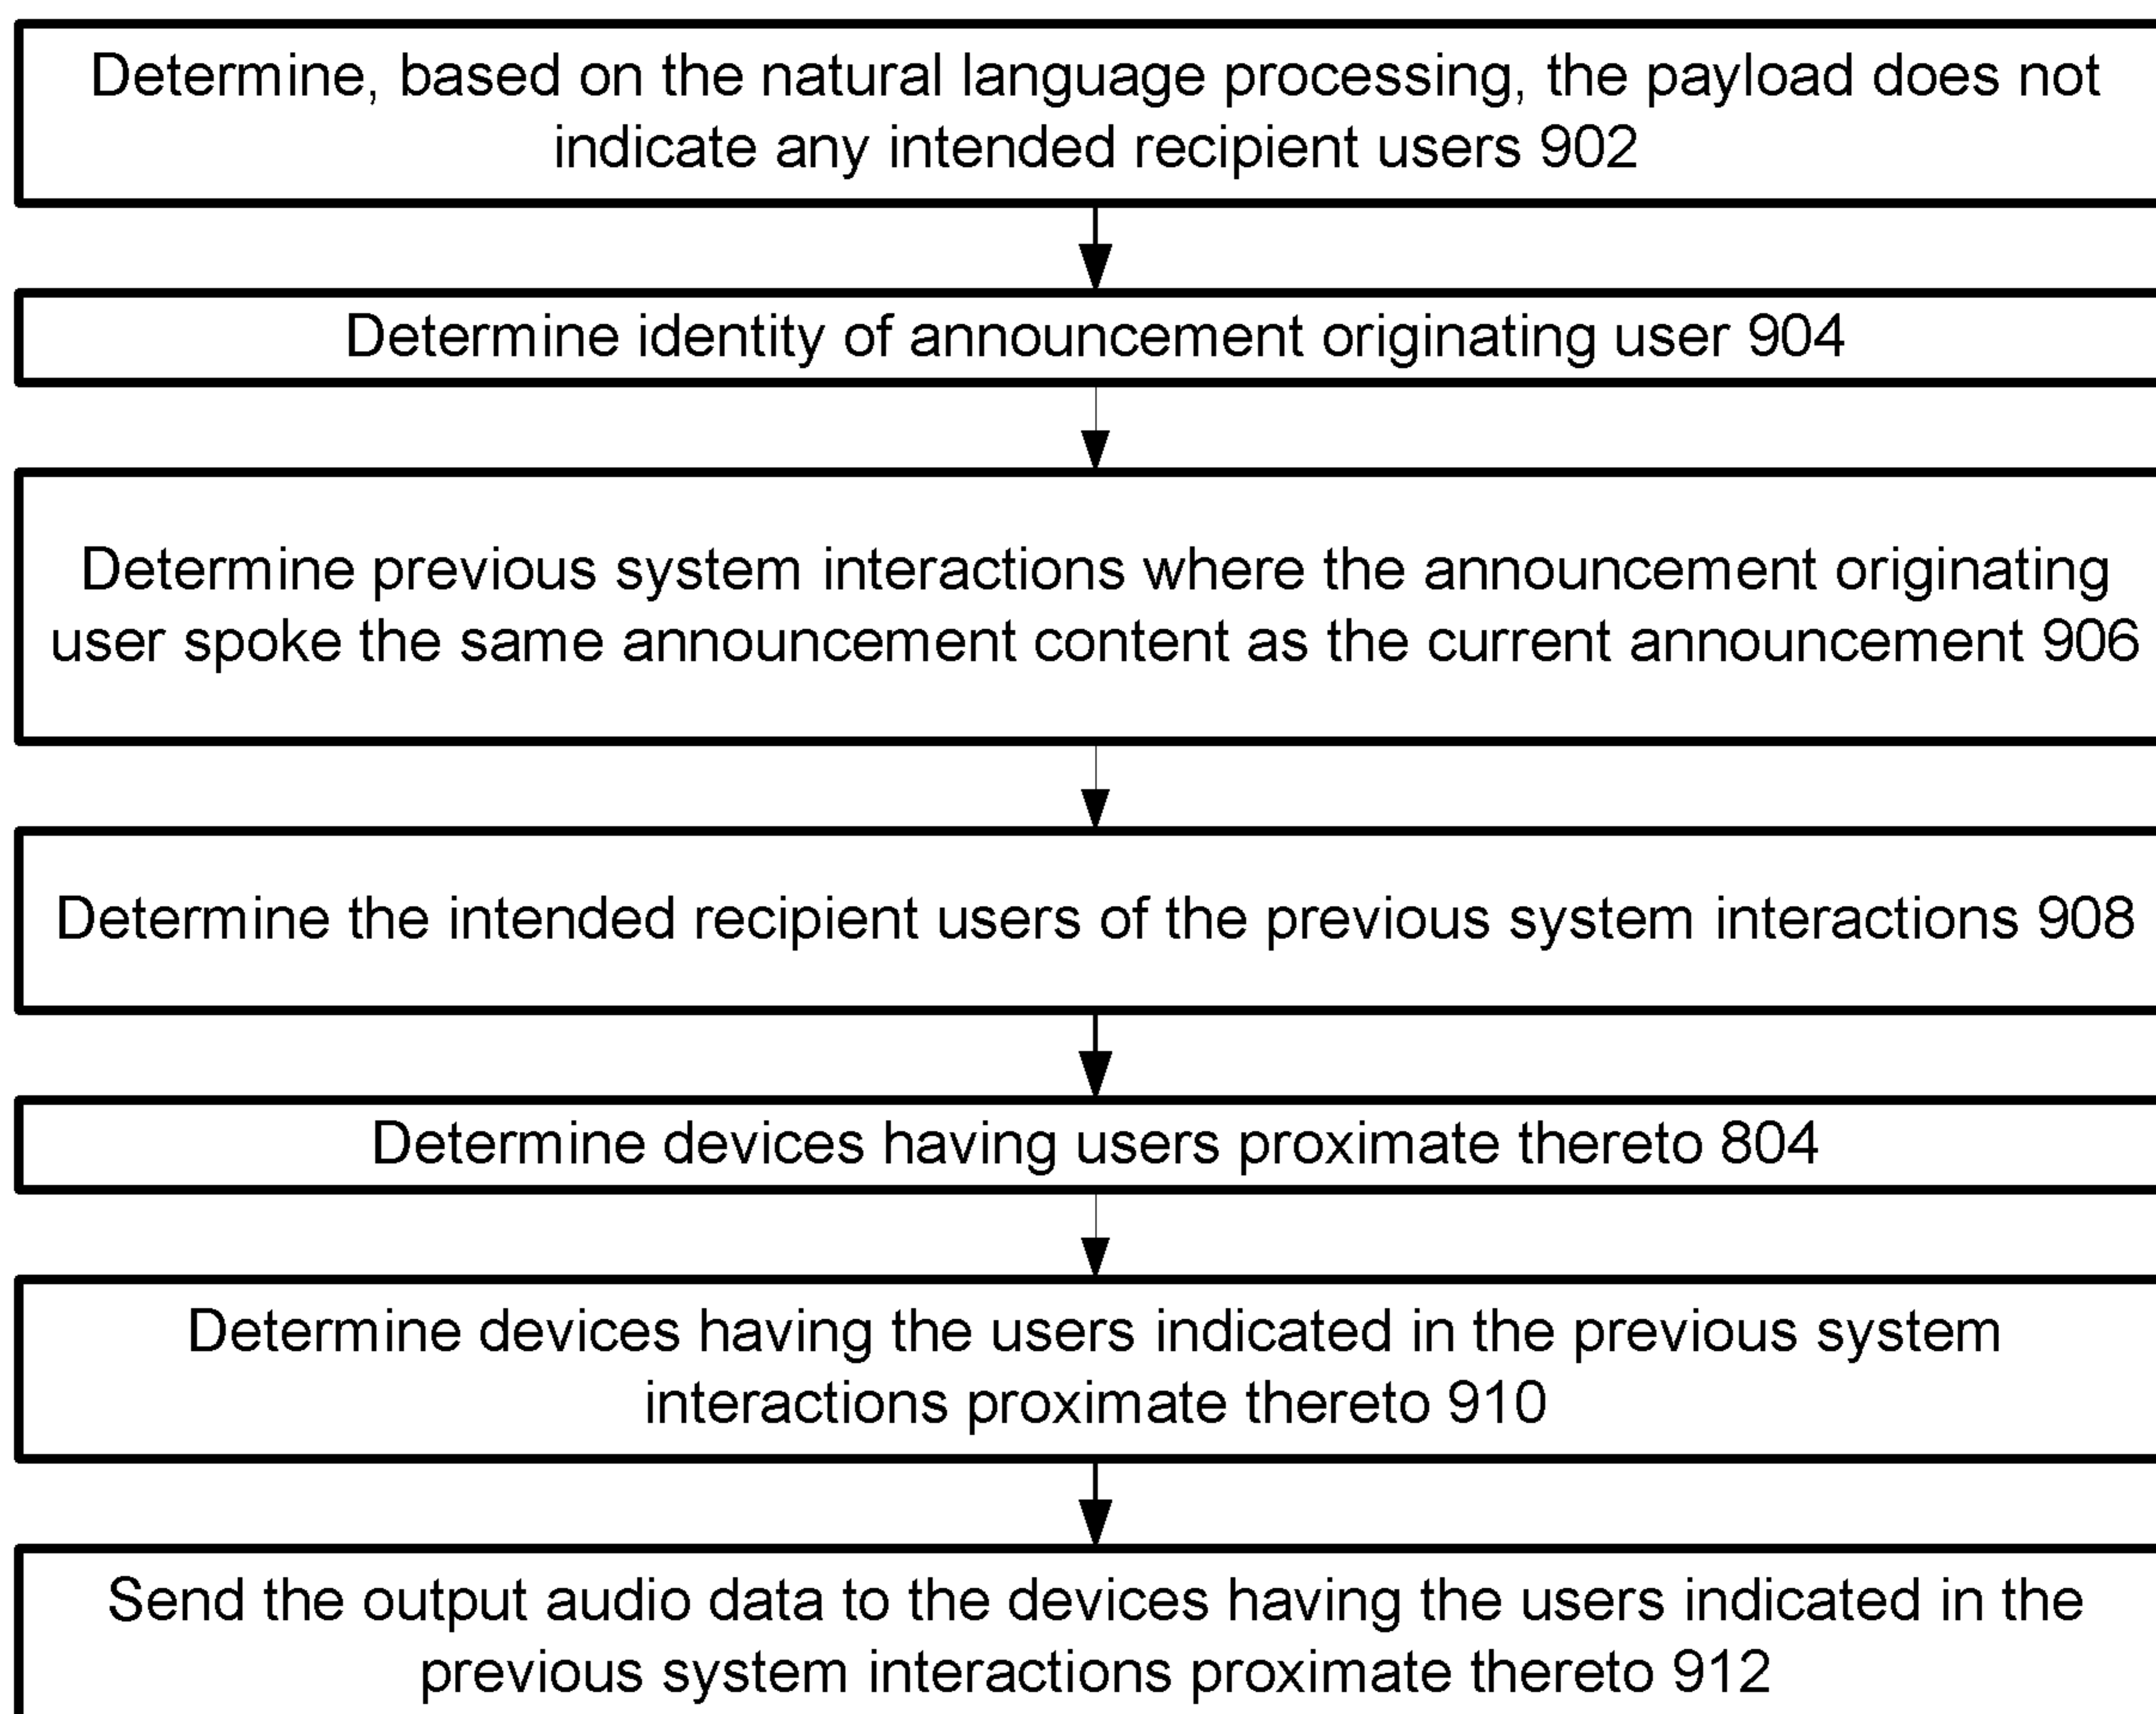 Determine, based on the natural language processing, the payload does not
indicate any intended recipient users 902
Determine identity of announcement originating user 904
Determine previous system interactions where the announcement originating
user spoke the same announcement content as the current announcement 906
Determine the intended recipient users of the previous system interactions 908
Determine devices having users proximate thereto 804
Determine devices having the users indicated in the previous system
interactions proximate thereto 910
Send the output audio data to the devices having the users indicated in the
previous system interactions proximate thereto 912